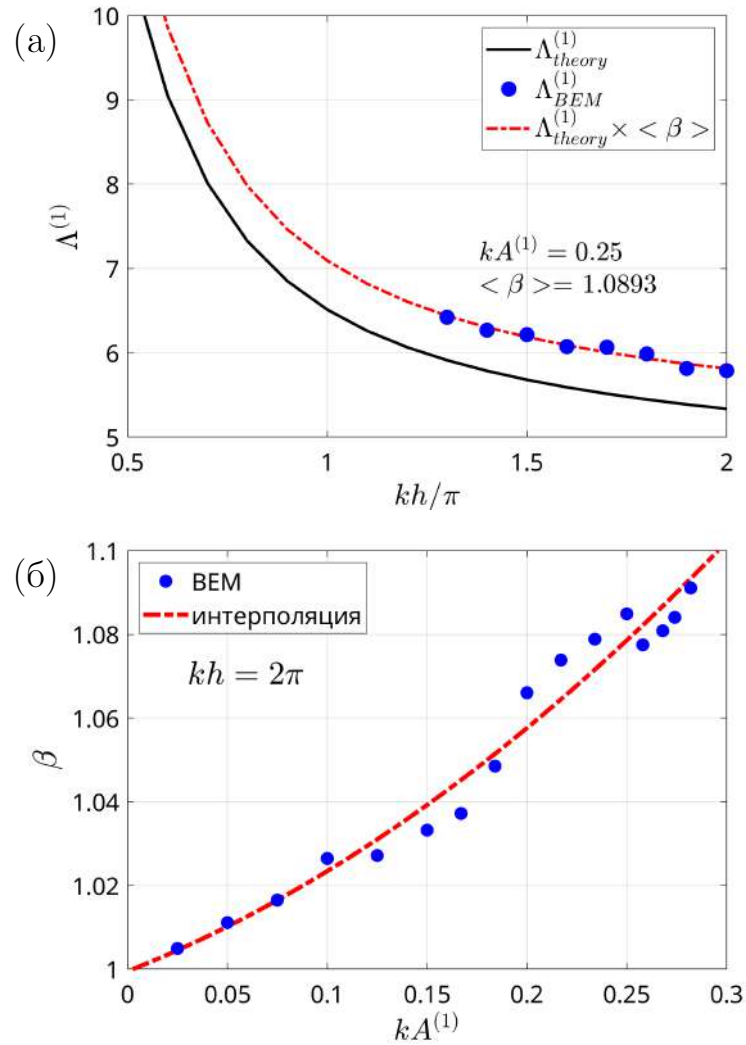 (а)
10
9
8
7
6
5
Λ^{(1)}
Λ^{(1)}_{theory}
Λ^{(1)}_{BEM}
Λ^{(1)}_{theory} × < β >
kA^{(1)} = 0.25
< β >= 1.0893
0.5 1 1.5 2
kh/π
(б)
1.1
1.08
1.06
1.04
1.02
1
β
BEM
интерполяция
kh = 2π
0 0.05 0.1 0.15 0.2 0.25 0.3
kA^{(1)}